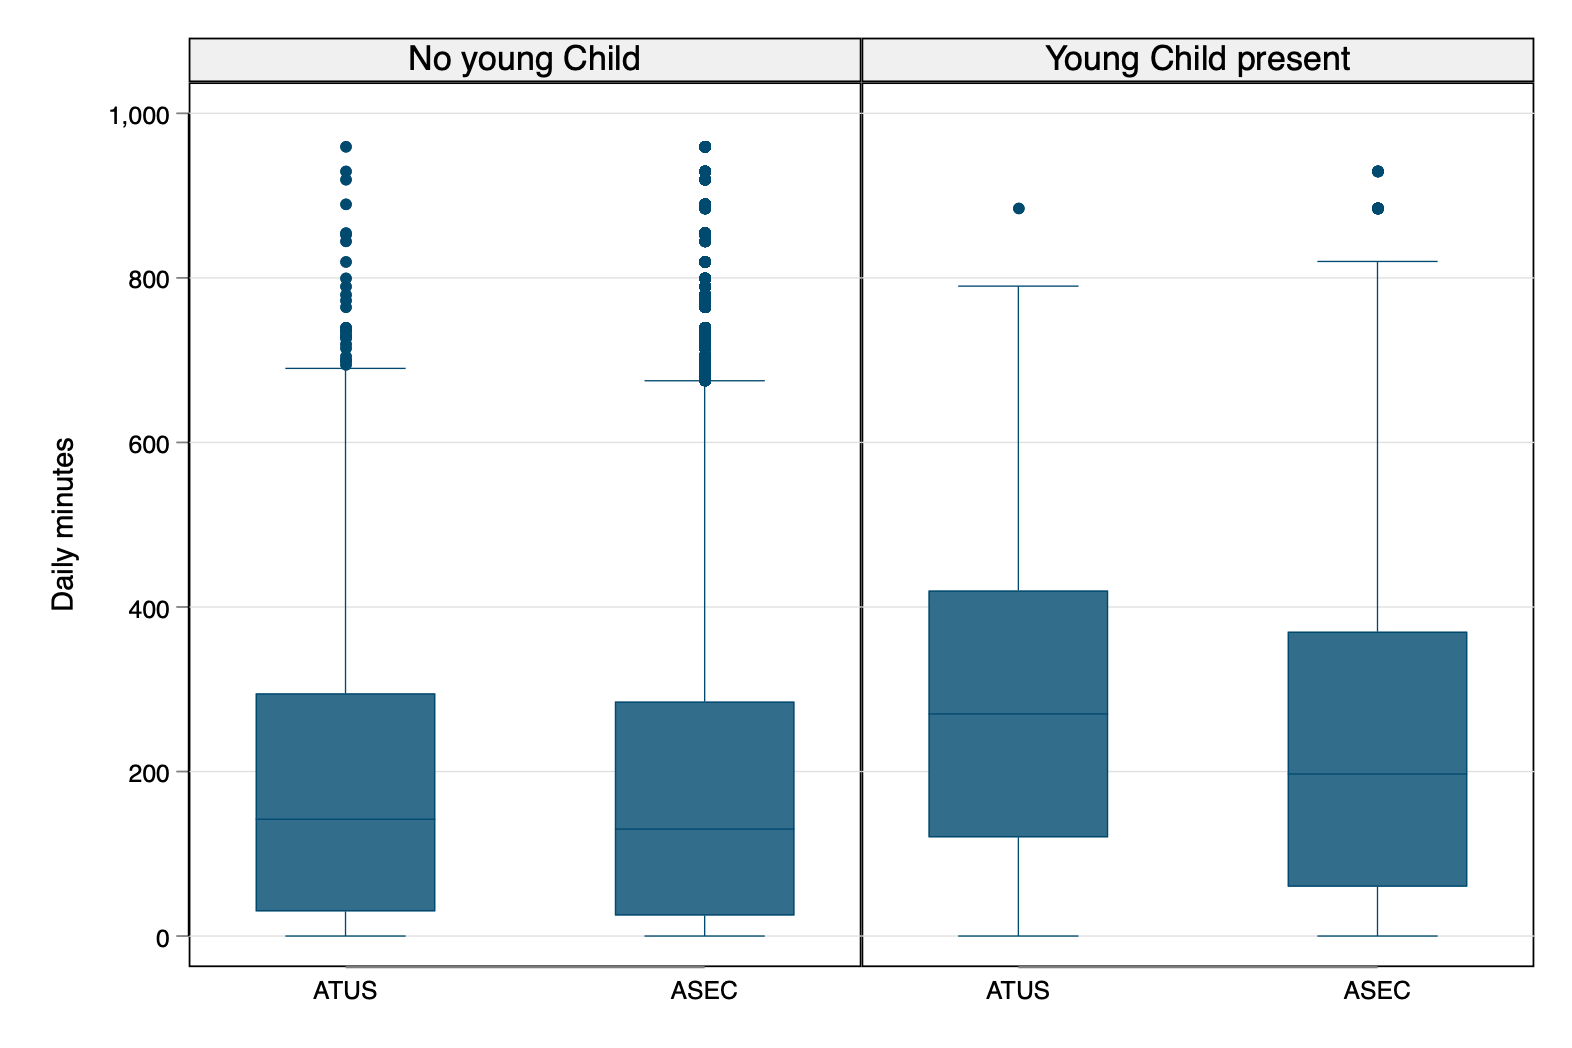 No young Child
Young Child present
1,000
800
600
400
200
0
Daily minutes
ATUS
ASEC
ATUS
ASEC